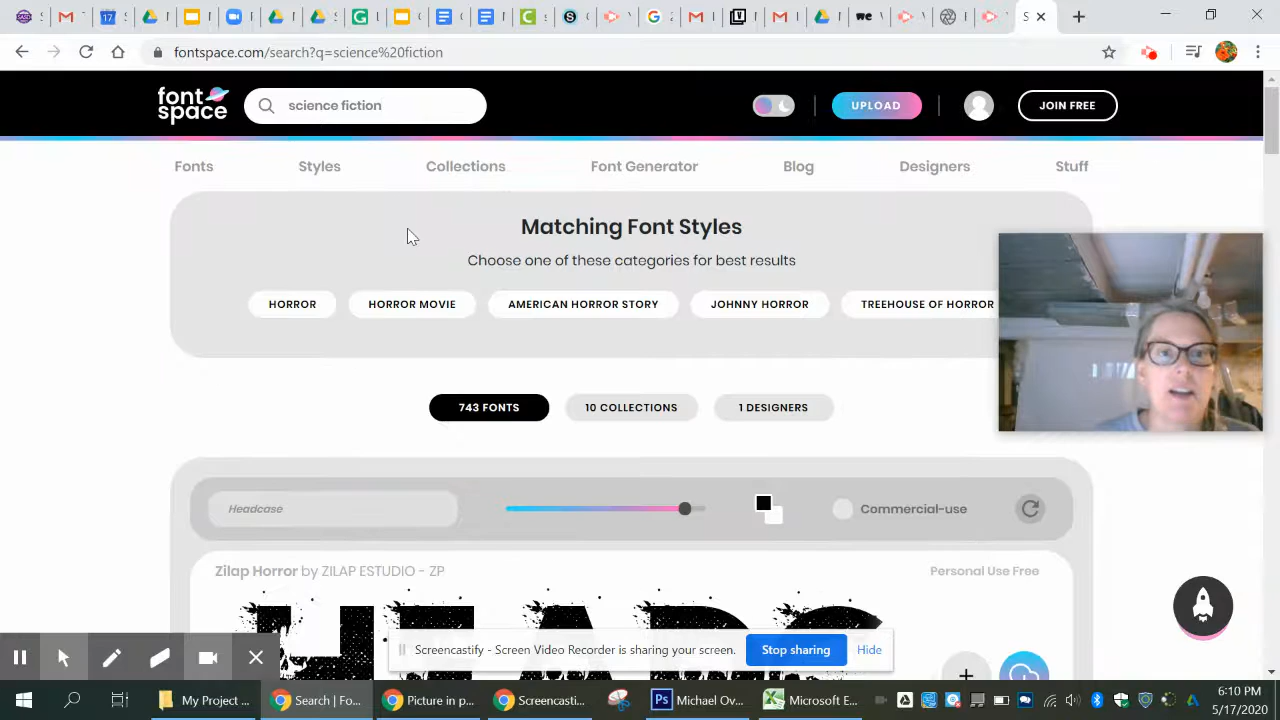 fontspace.com/search?q=science%20fiction
font
space
science fiction
UPLOAD
JOIN FREE
Fonts
Styles
Collections
Font Generator
Blog
Designers
Stuff
Matching Font Styles
Choose one of these categories for best results
HORROR
HORROR MOVIE
AMERICAN HORROR STORY
JOHNNY HORROR
TREEHOUSE OF HORROR
743 FONTS
10 COLLECTIONS
1 DESIGNERS
Headcase
Commercial-use
Zilap Horror by ZILAP ESTUDIO - ZP
Personal Use Free
Screencastify - Screen Video Recorder is sharing your screen.
Stop sharing
Hide
My Project ...
Search | Fo...
Picture in p...
Screencasti...
Michael Ov...
Microsoft E...
6:10 PM
5/17/2020